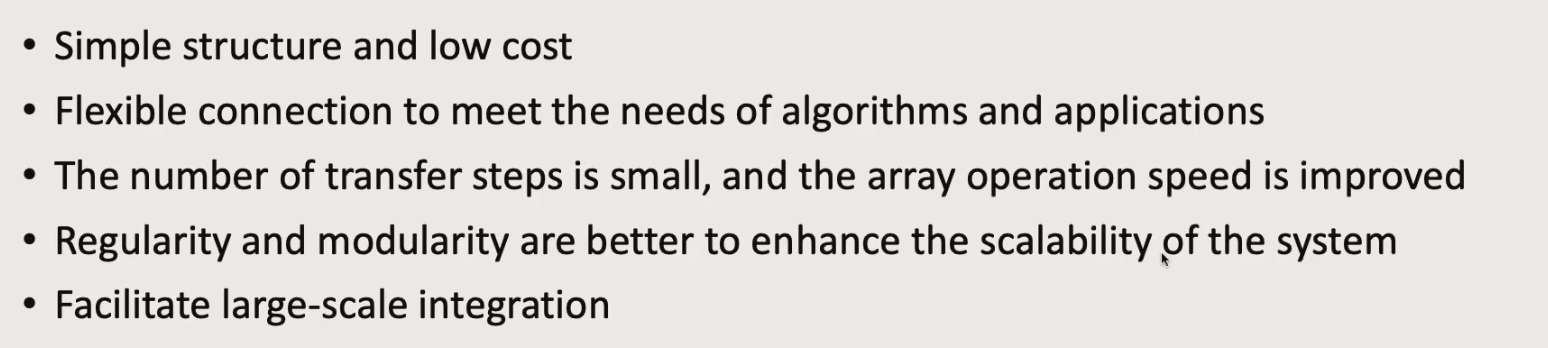 • Simple structure and low cost
• Flexible connection to meet the needs of algorithms and applications
• The number of transfer steps is small, and the array operation speed is improved
• Regularity and modularity are better to enhance the scalability of the system
• Facilitate large-scale integration